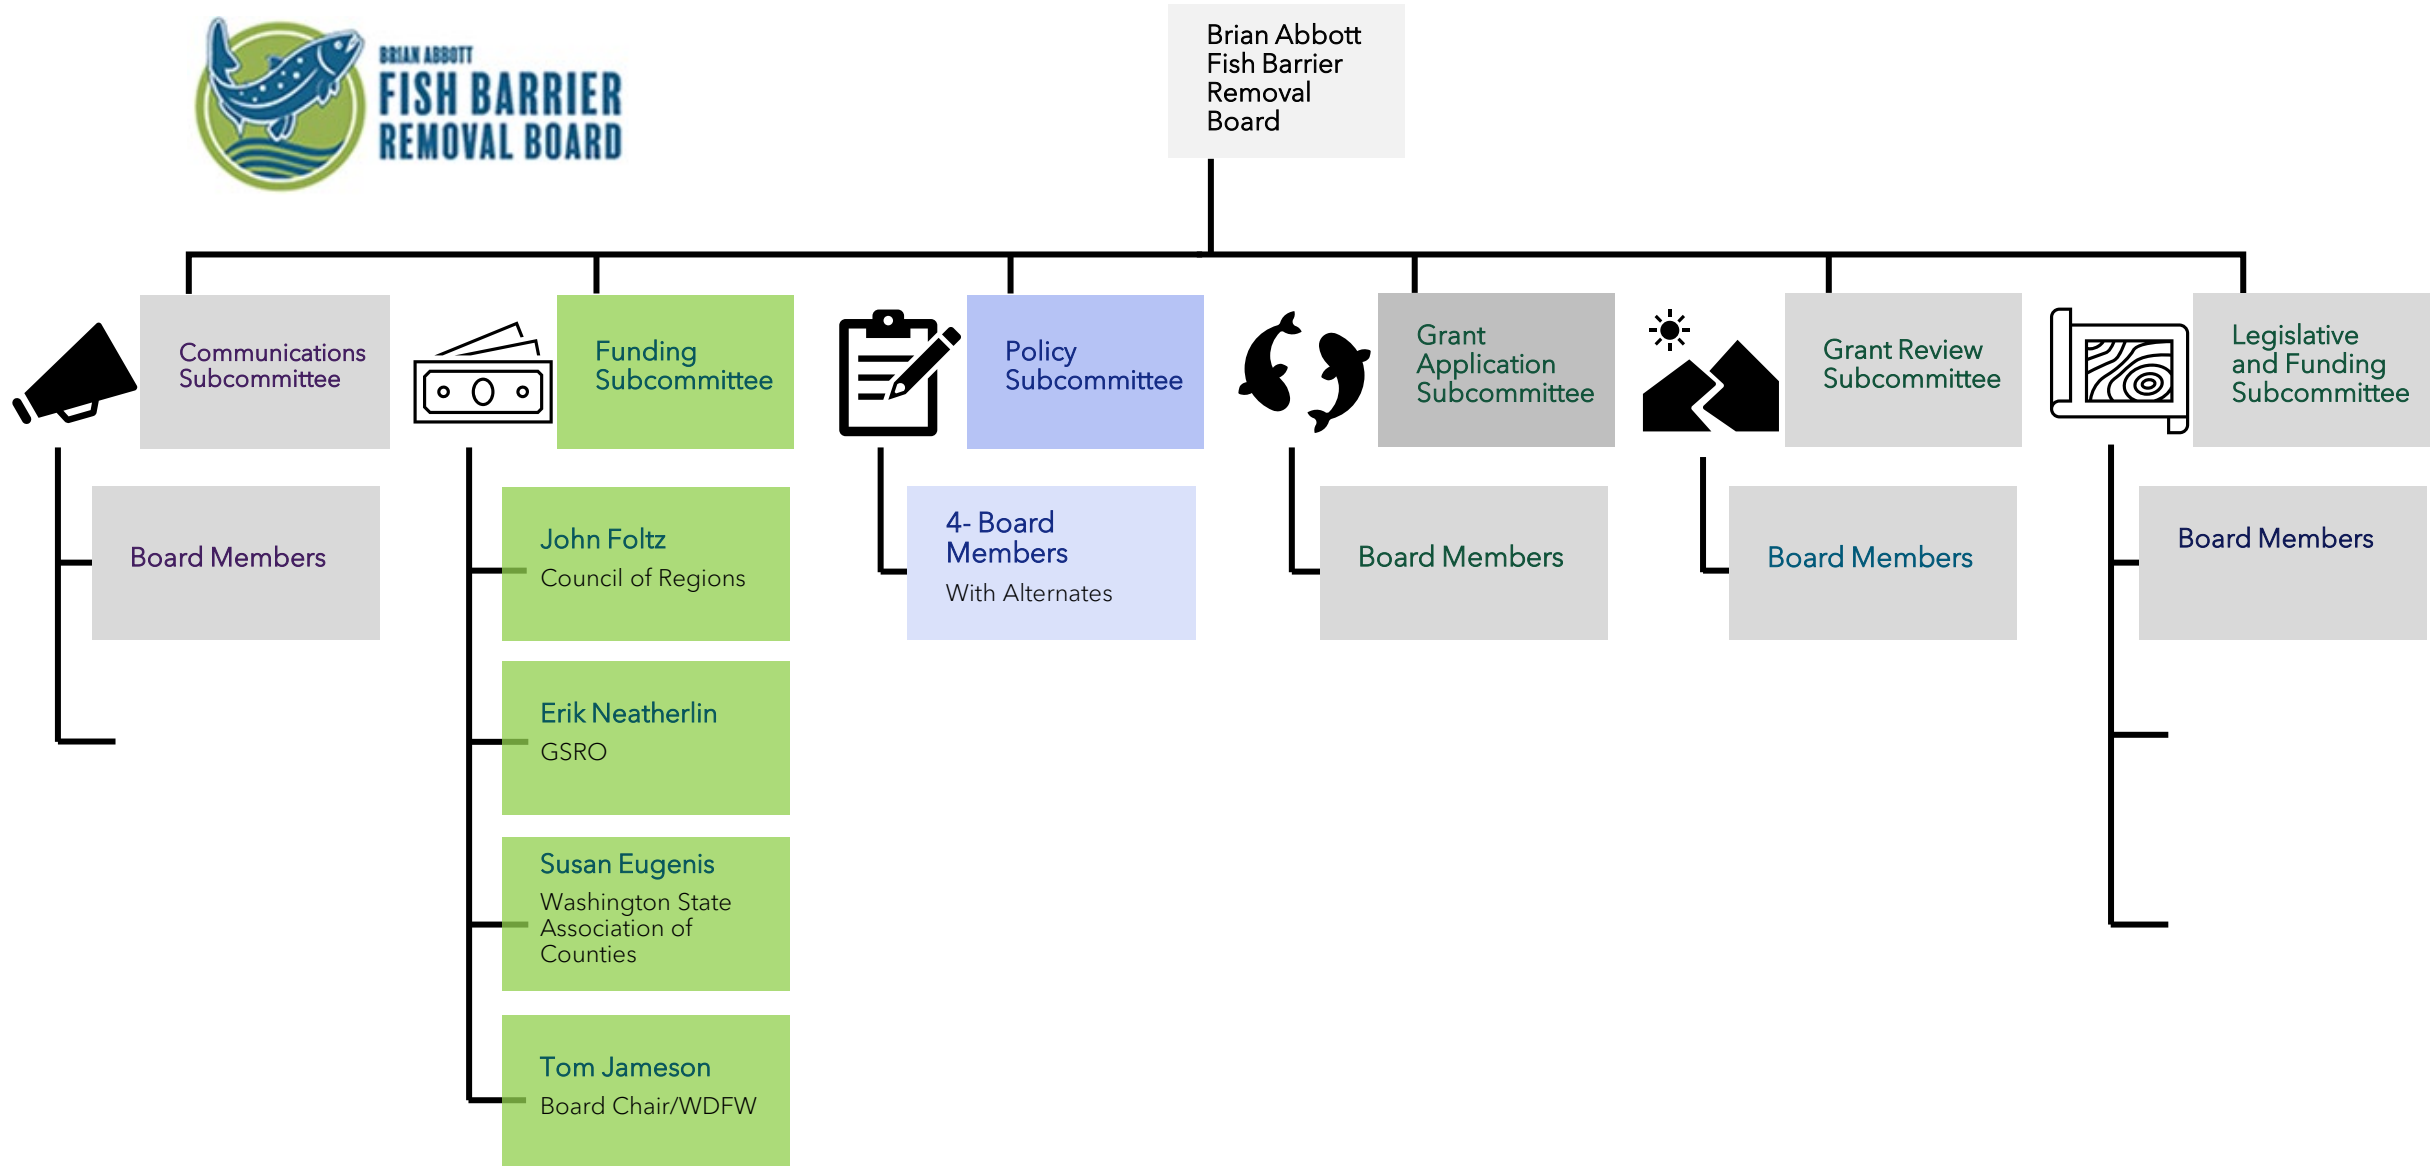 BRIAN ABBOTT
FISH BARRIER
REMOVAL BOARD
Brian Abbott
Fish Barrier
Removal
Board
Communications
Subcommittee
Board Members
Funding
Subcommittee
John Foltz
Council of Regions
Erik Neatherlin
GSRO
Susan Eugenis
Washington State
Association of
Counties
Tom Jameson
Board Chair/WDFW
Policy
Subcommittee
4- Board
Members
With Alternates
Grant
Application
Subcommittee
Board Members
Grant Review
Subcommittee
Board Members
Legislative
and Funding
Subcommittee
Board Members